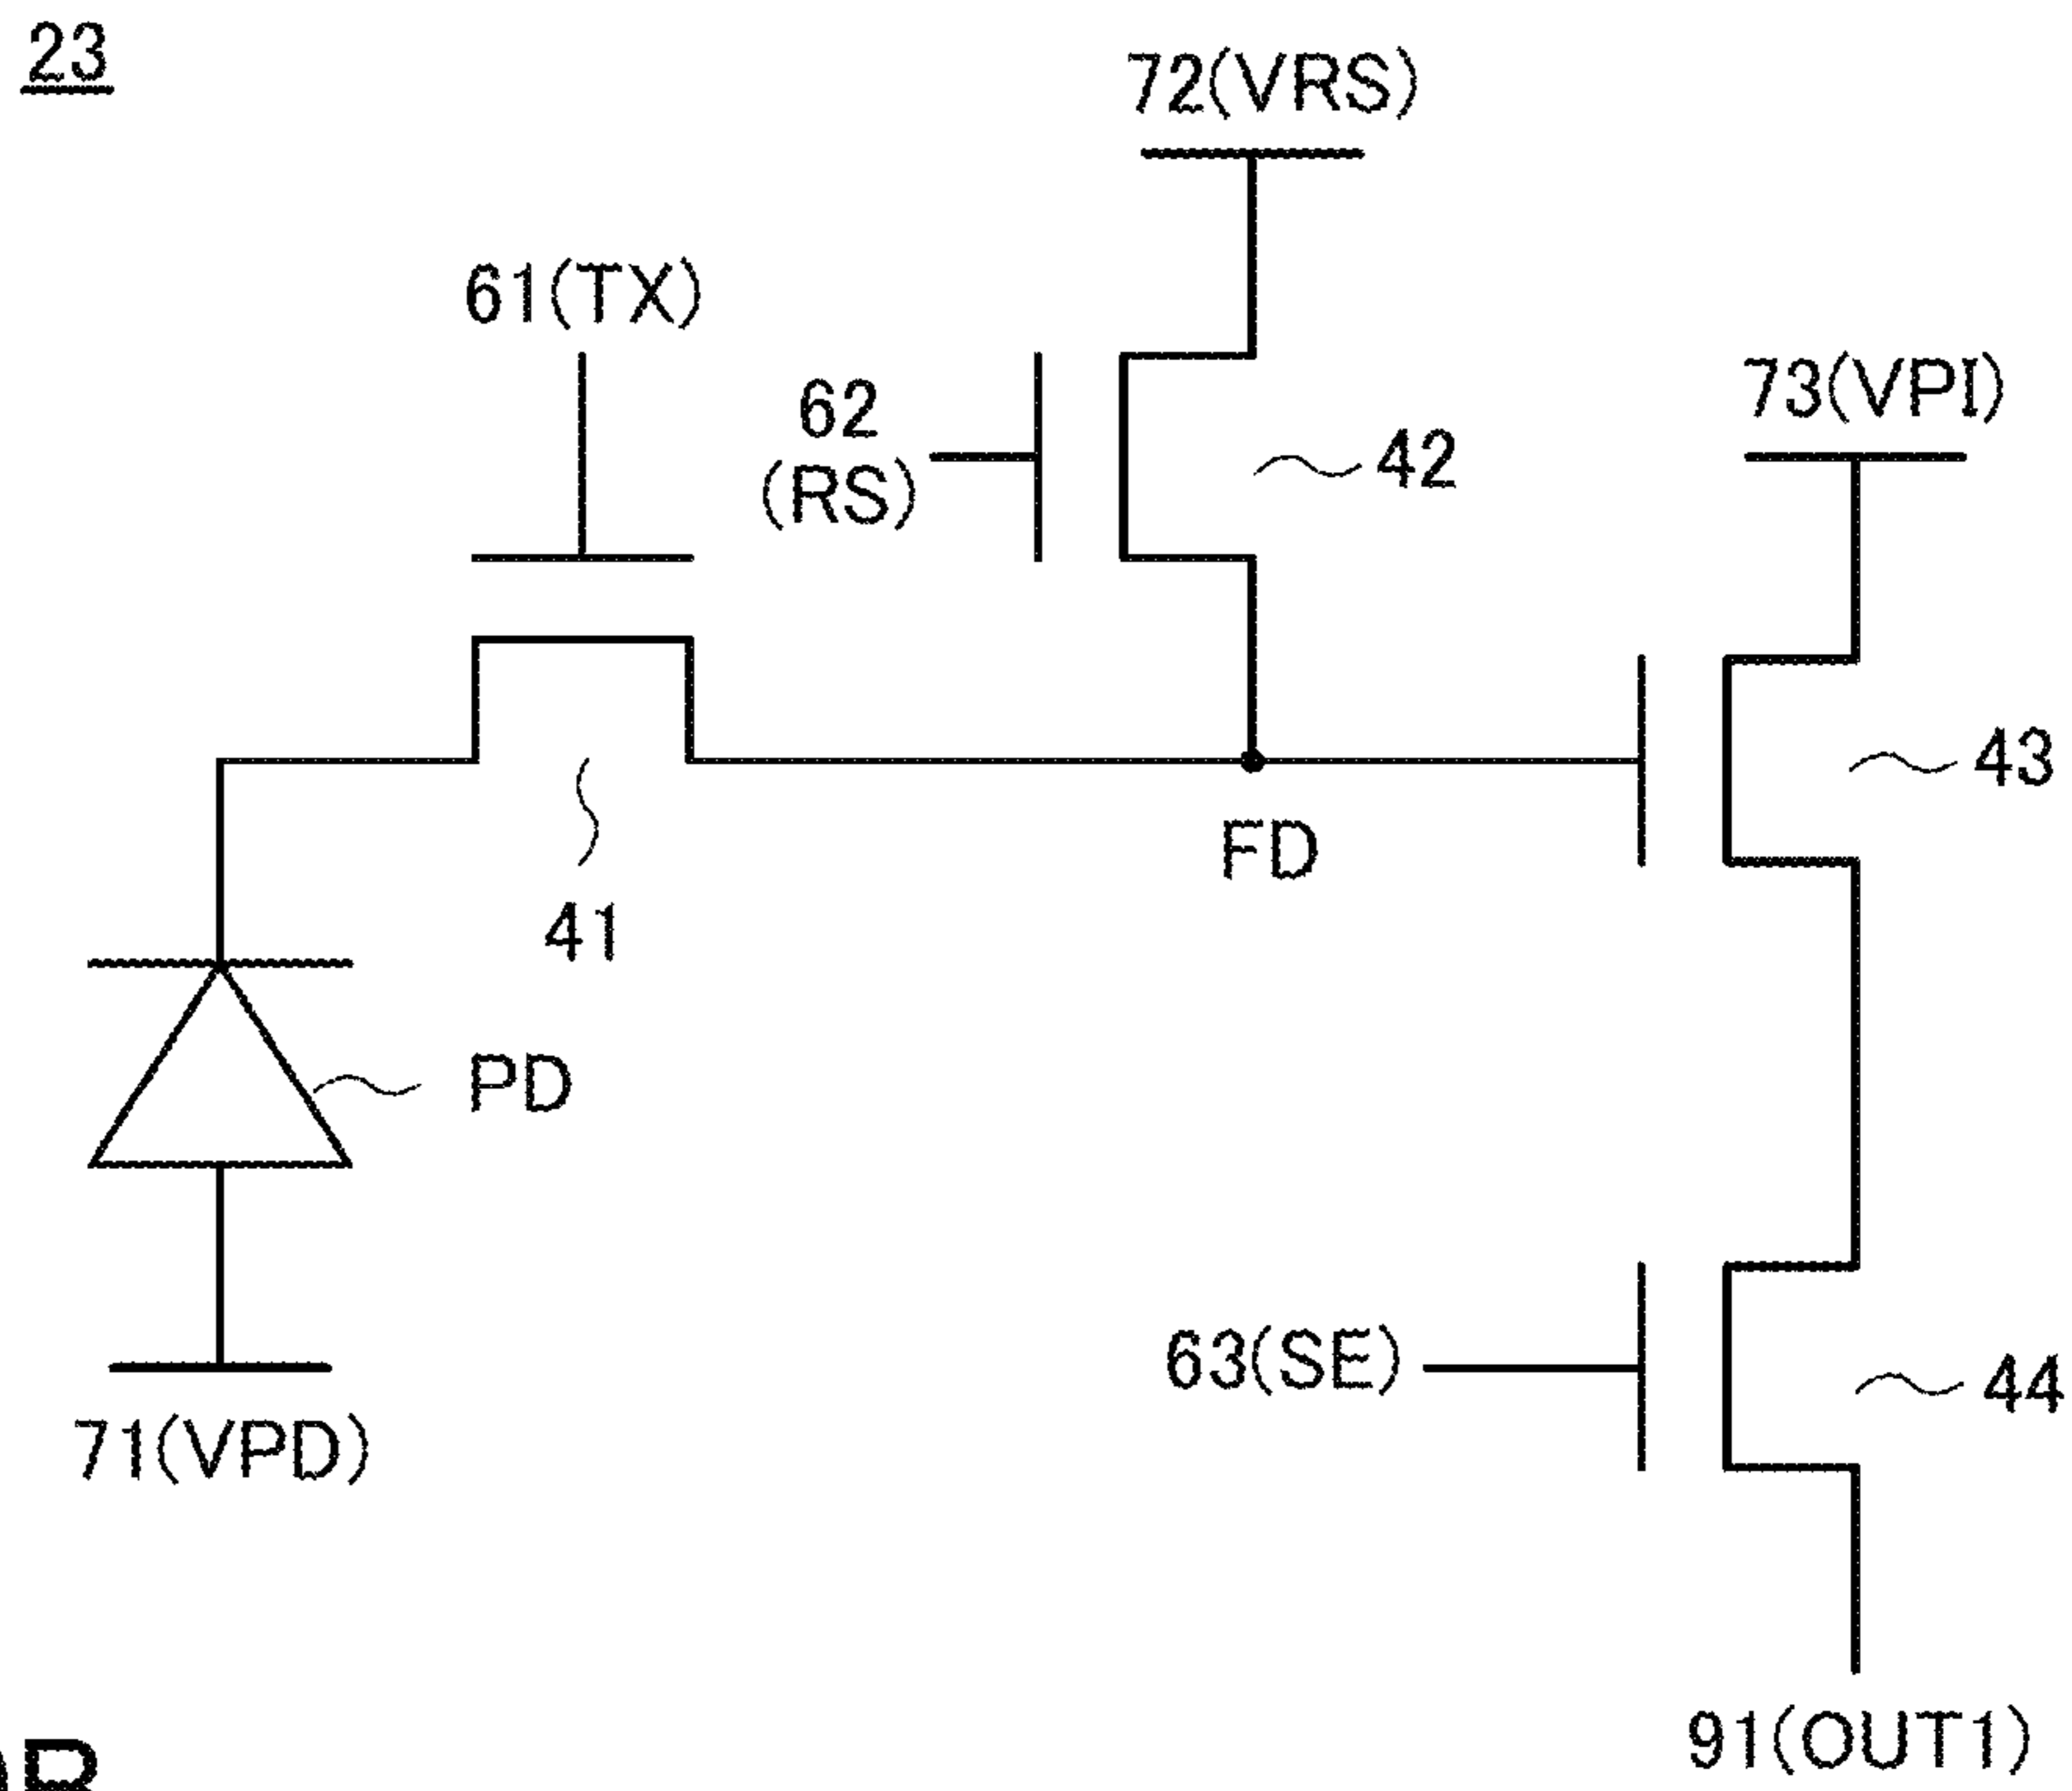 23
72(VRS)
61(TX)
62
(RS)
42
73(VPI)
43
FD
41
PD
63(SE)
44
71(VPD)
91(OUT1)